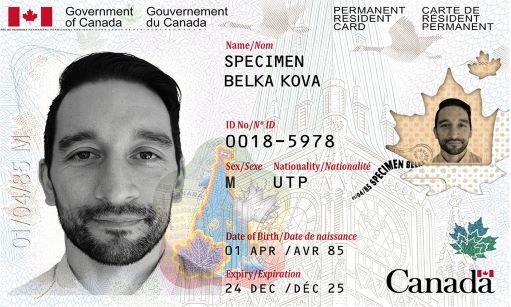 Government of Canada
Gouvernement du Canada
PERMANENT RESIDENT CARD
CARTE DE RÉSIDENT PERMANENT
Name/Nom
SPECIMEN
BELKA KOVA
ID No/Nº ID
0018-5978
Sex/Sexe Nationality/Nationalité
M UTP
Date of Birth/Date de naissance
01 APR /AVR 85
Expiry/Expiration
24 DEC /DÉC 25
01/04/85 M
01/04/85 SPECIMEN BELK
Canada